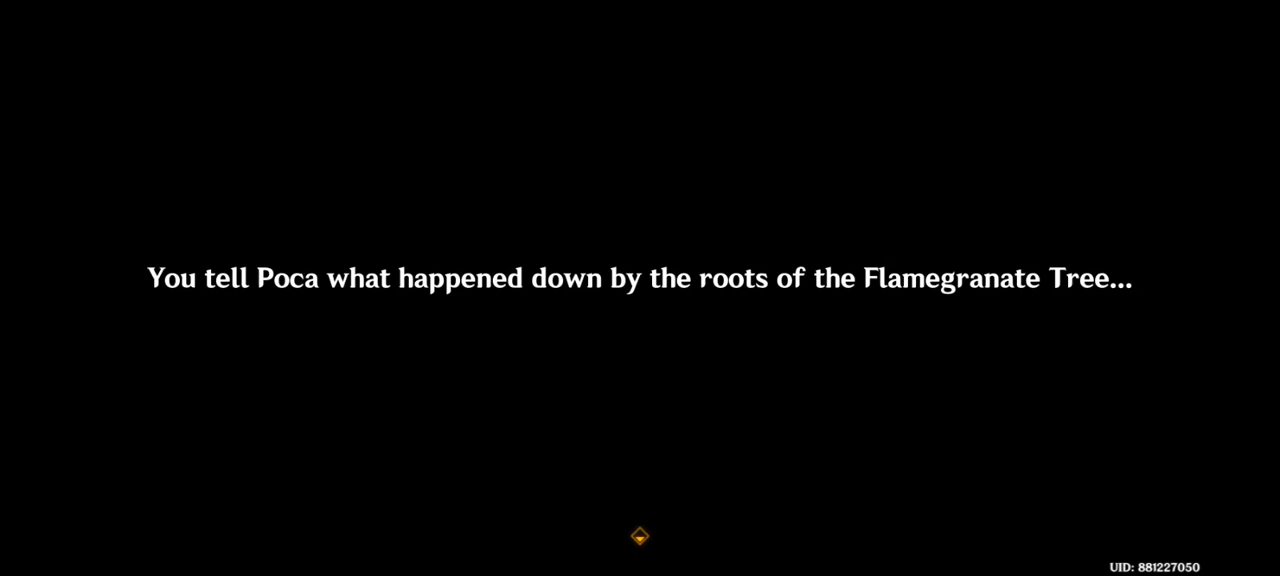 You tell Poca what happened down by the roots of the Flamegranate Tree...
UID: 881227050